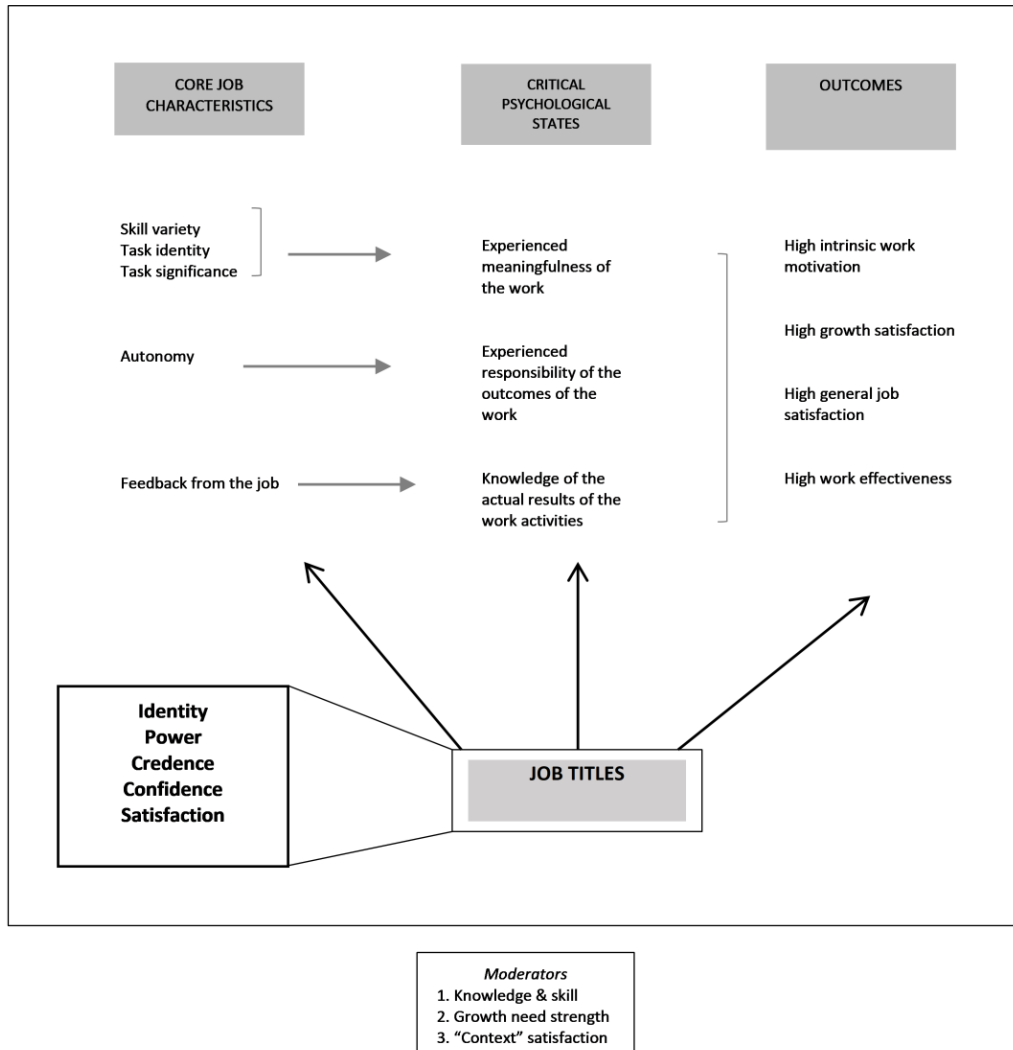 CORE JOB
CHARACTERISTICS
CRITICAL
PSYCHOLOGICAL
STATES
OUTCOMES
Skill variety
Task identity
Task significance
Experienced
meaningfulness of
the work
High intrinsic work
motivation
Autonomy
Experienced
responsibility of the
outcomes of the
work
High growth satisfaction
High general job
satisfaction
Feedback from the job
Knowledge of the
actual results of the
work activities
High work effectiveness
Identity
Power
Credence
Confidence
Satisfaction
JOB TITLES
Moderators
1. Knowledge & skill
2. Growth need strength
3. “Context” satisfaction